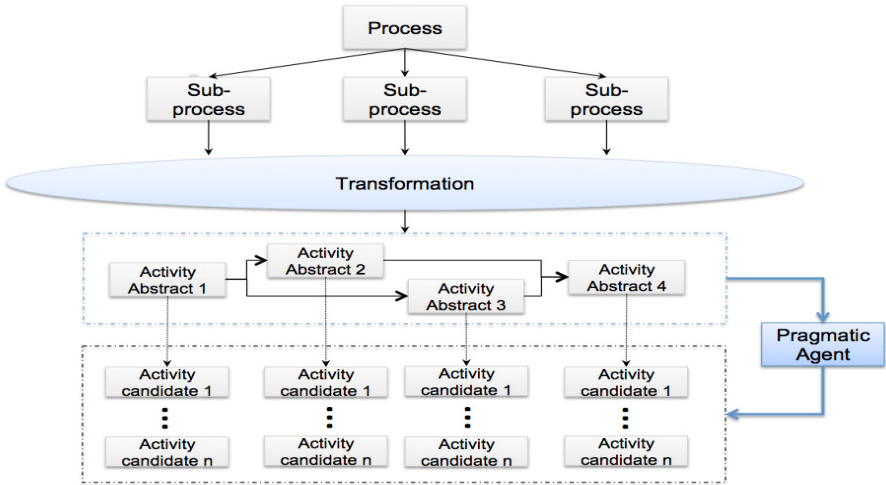 Process
Sub-
process
Sub-
process
Sub-
process
Transformation
Activity
Abstract 1
Activity
Abstract 2
Activity
Abstract 3
Activity
Abstract 4
Pragmatic
Agent
Activity
candidate 1
Activity
candidate 1
Activity
candidate 1
Activity
candidate 1
Activity
candidate n
Activity
candidate n
Activity
candidate n
Activity
candidate n